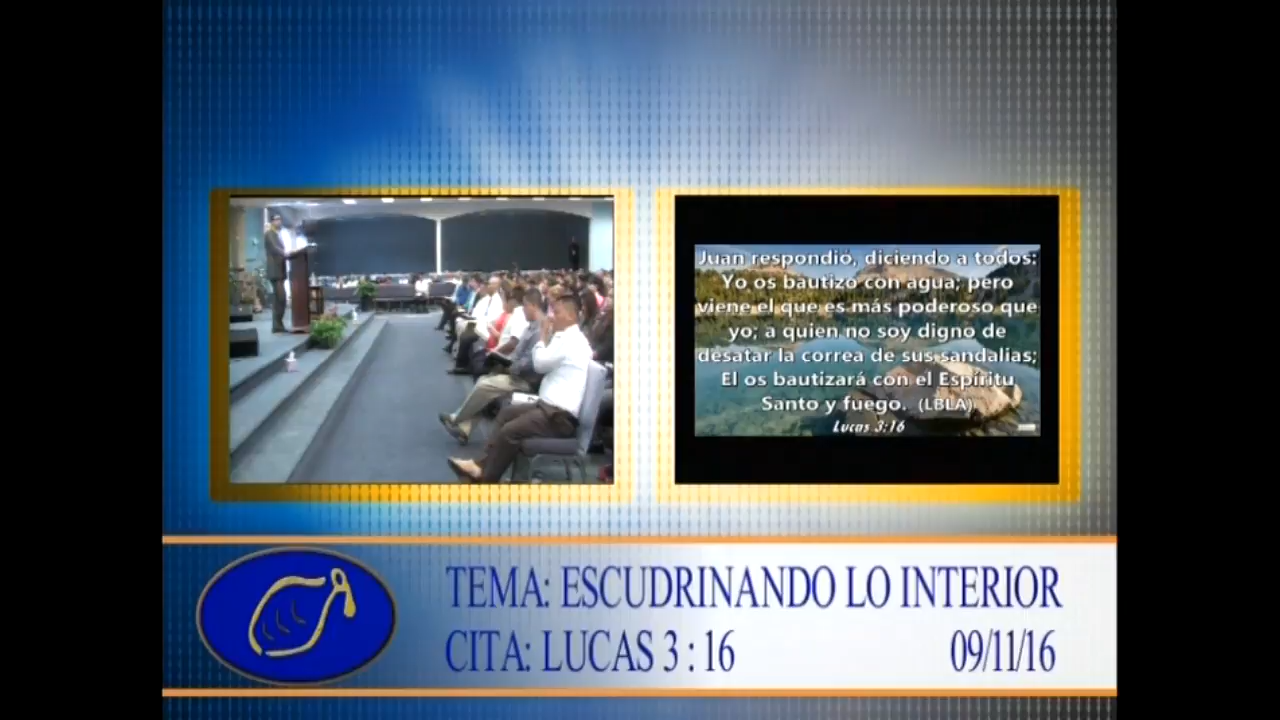 Juan respondió, diciendo a todos:
Yo os bautizo con agua; pero
viene el que es más poderoso que
yo; a quien no soy digno de
desatar la correa de sus sandalias;
El os bautizará con el Espíritu
Santo y fuego. (LBLA)
Lucas 3:16
TEMA: ESCUDRINANDO LO INTERIOR
CITA: LUCAS 3 : 16 09/11/16